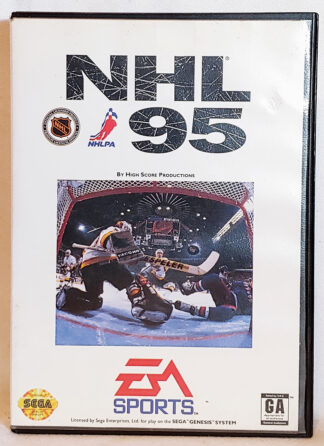 NHL
95
NHLPA
BY HIGH SCORE PRODUCTIONS
KOHLER
EA
SPORTS
SEGA
GA
Licensed by Sega Enterprises, Ltd. for play on the SEGA™ GENESIS™ SYSTEM